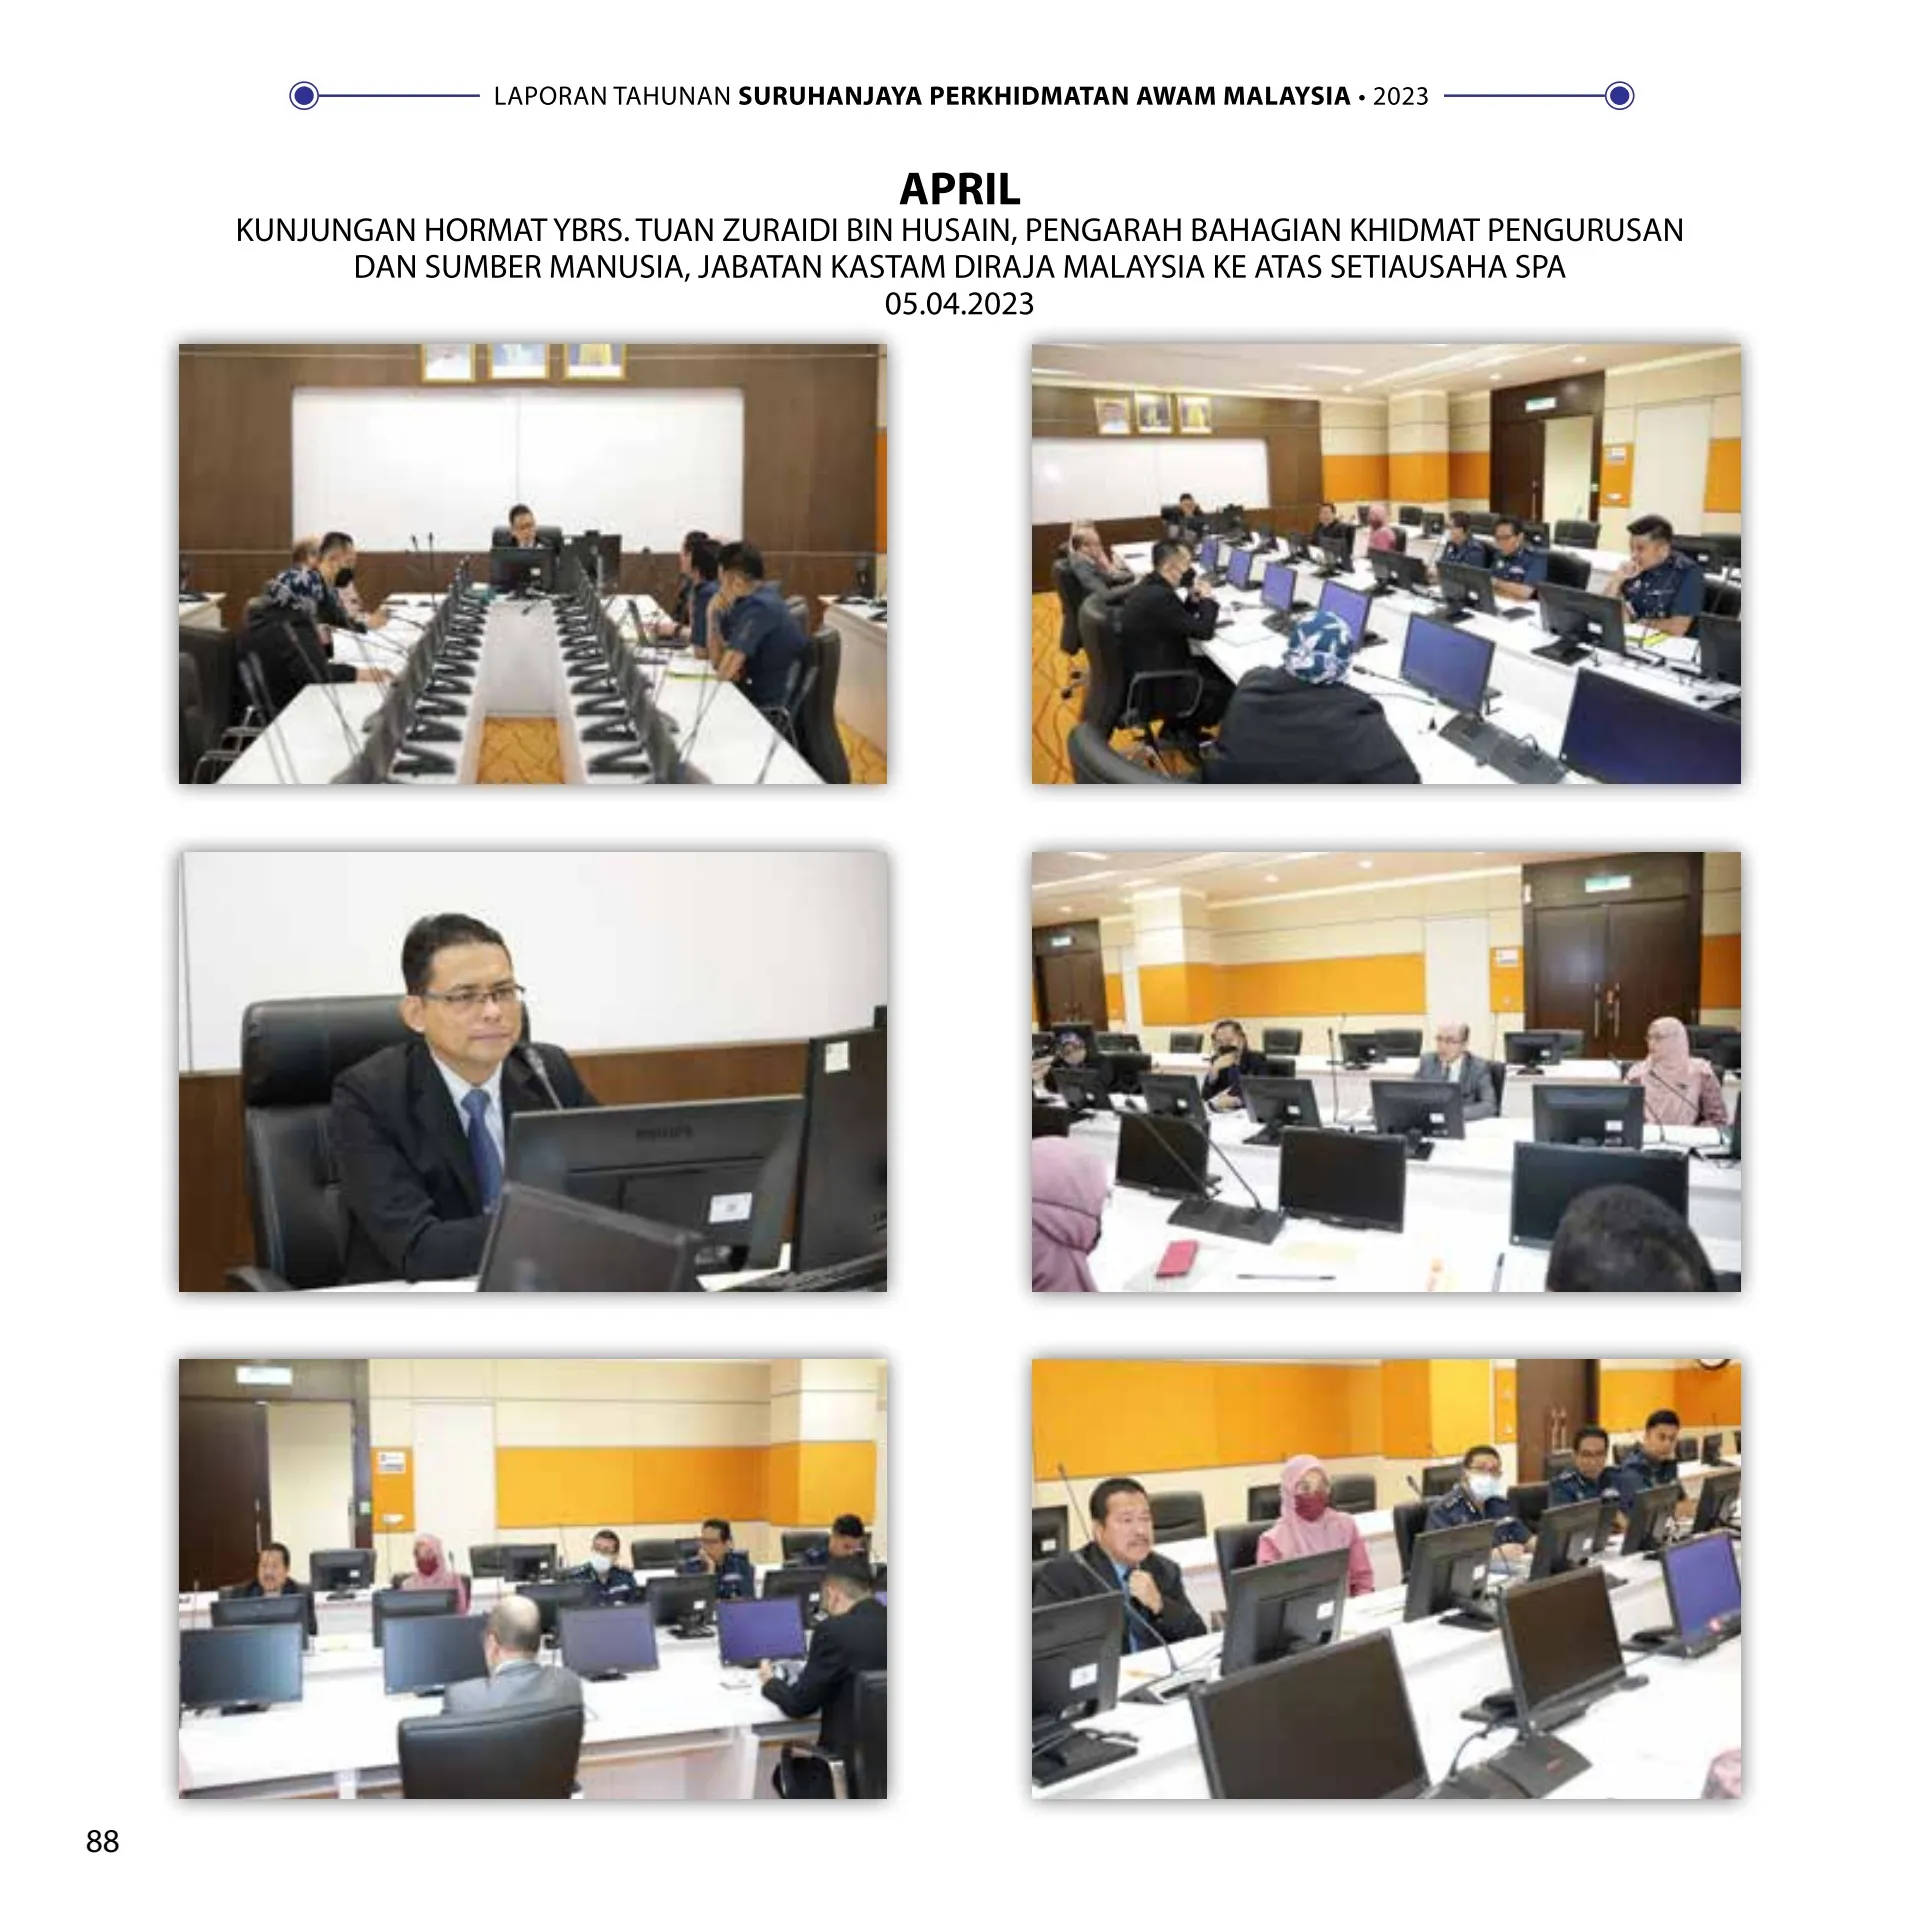 LAPORAN TAHUNAN SURUHANJAYA PERKHIDMATAN AWAM MALAYSIA • 2023
APRIL
KUNJUNGAN HORMAT YBRS. TUAN ZURAIDI BIN HUSAIN, PENGARAH BAHAGIAN KHIDMAT PENGURUSAN
DAN SUMBER MANUSIA, JABATAN KASTAM DIRAJA MALAYSIA KE ATAS SETIAUSAHA SPA
05.04.2023
PHILIPS
88